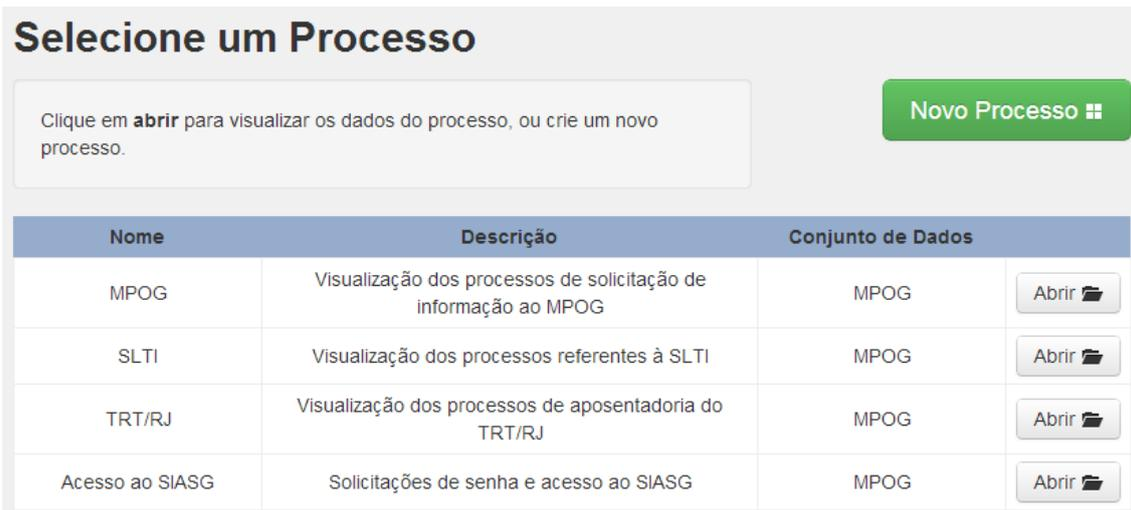 Selecione um Processo
Clique em abrir para visualizar os dados do processo, ou crie um novo
processo.
Novo Processo
Nome Descrição Conjunto de Dados
MPOG Visualização dos processos de solicitação de
informação ao MPOG MPOG Abrir
SLTI Visualização dos processos referentes à SLTI MPOG Abrir
TRT/RJ Visualização dos processos de aposentadoria do
TRT/RJ MPOG Abrir
Acesso ao SIASG Solicitações de senha e acesso ao SIASG MPOG Abrir